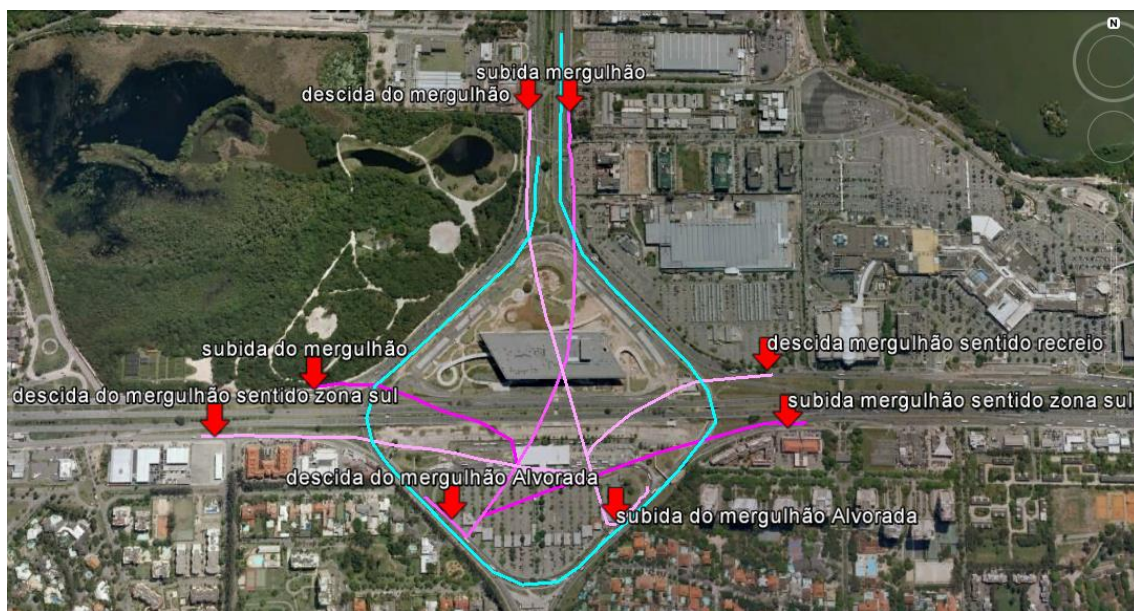 N
subida mergulhão
descida do mergulhão
subida do mergulhão
descida mergulhão sentido recreio
descida do mergulhão sentido zona sul
subida mergulhão sentido zona sul
descida do mergulhão Alvorada
subida do mergulhão Alvorada